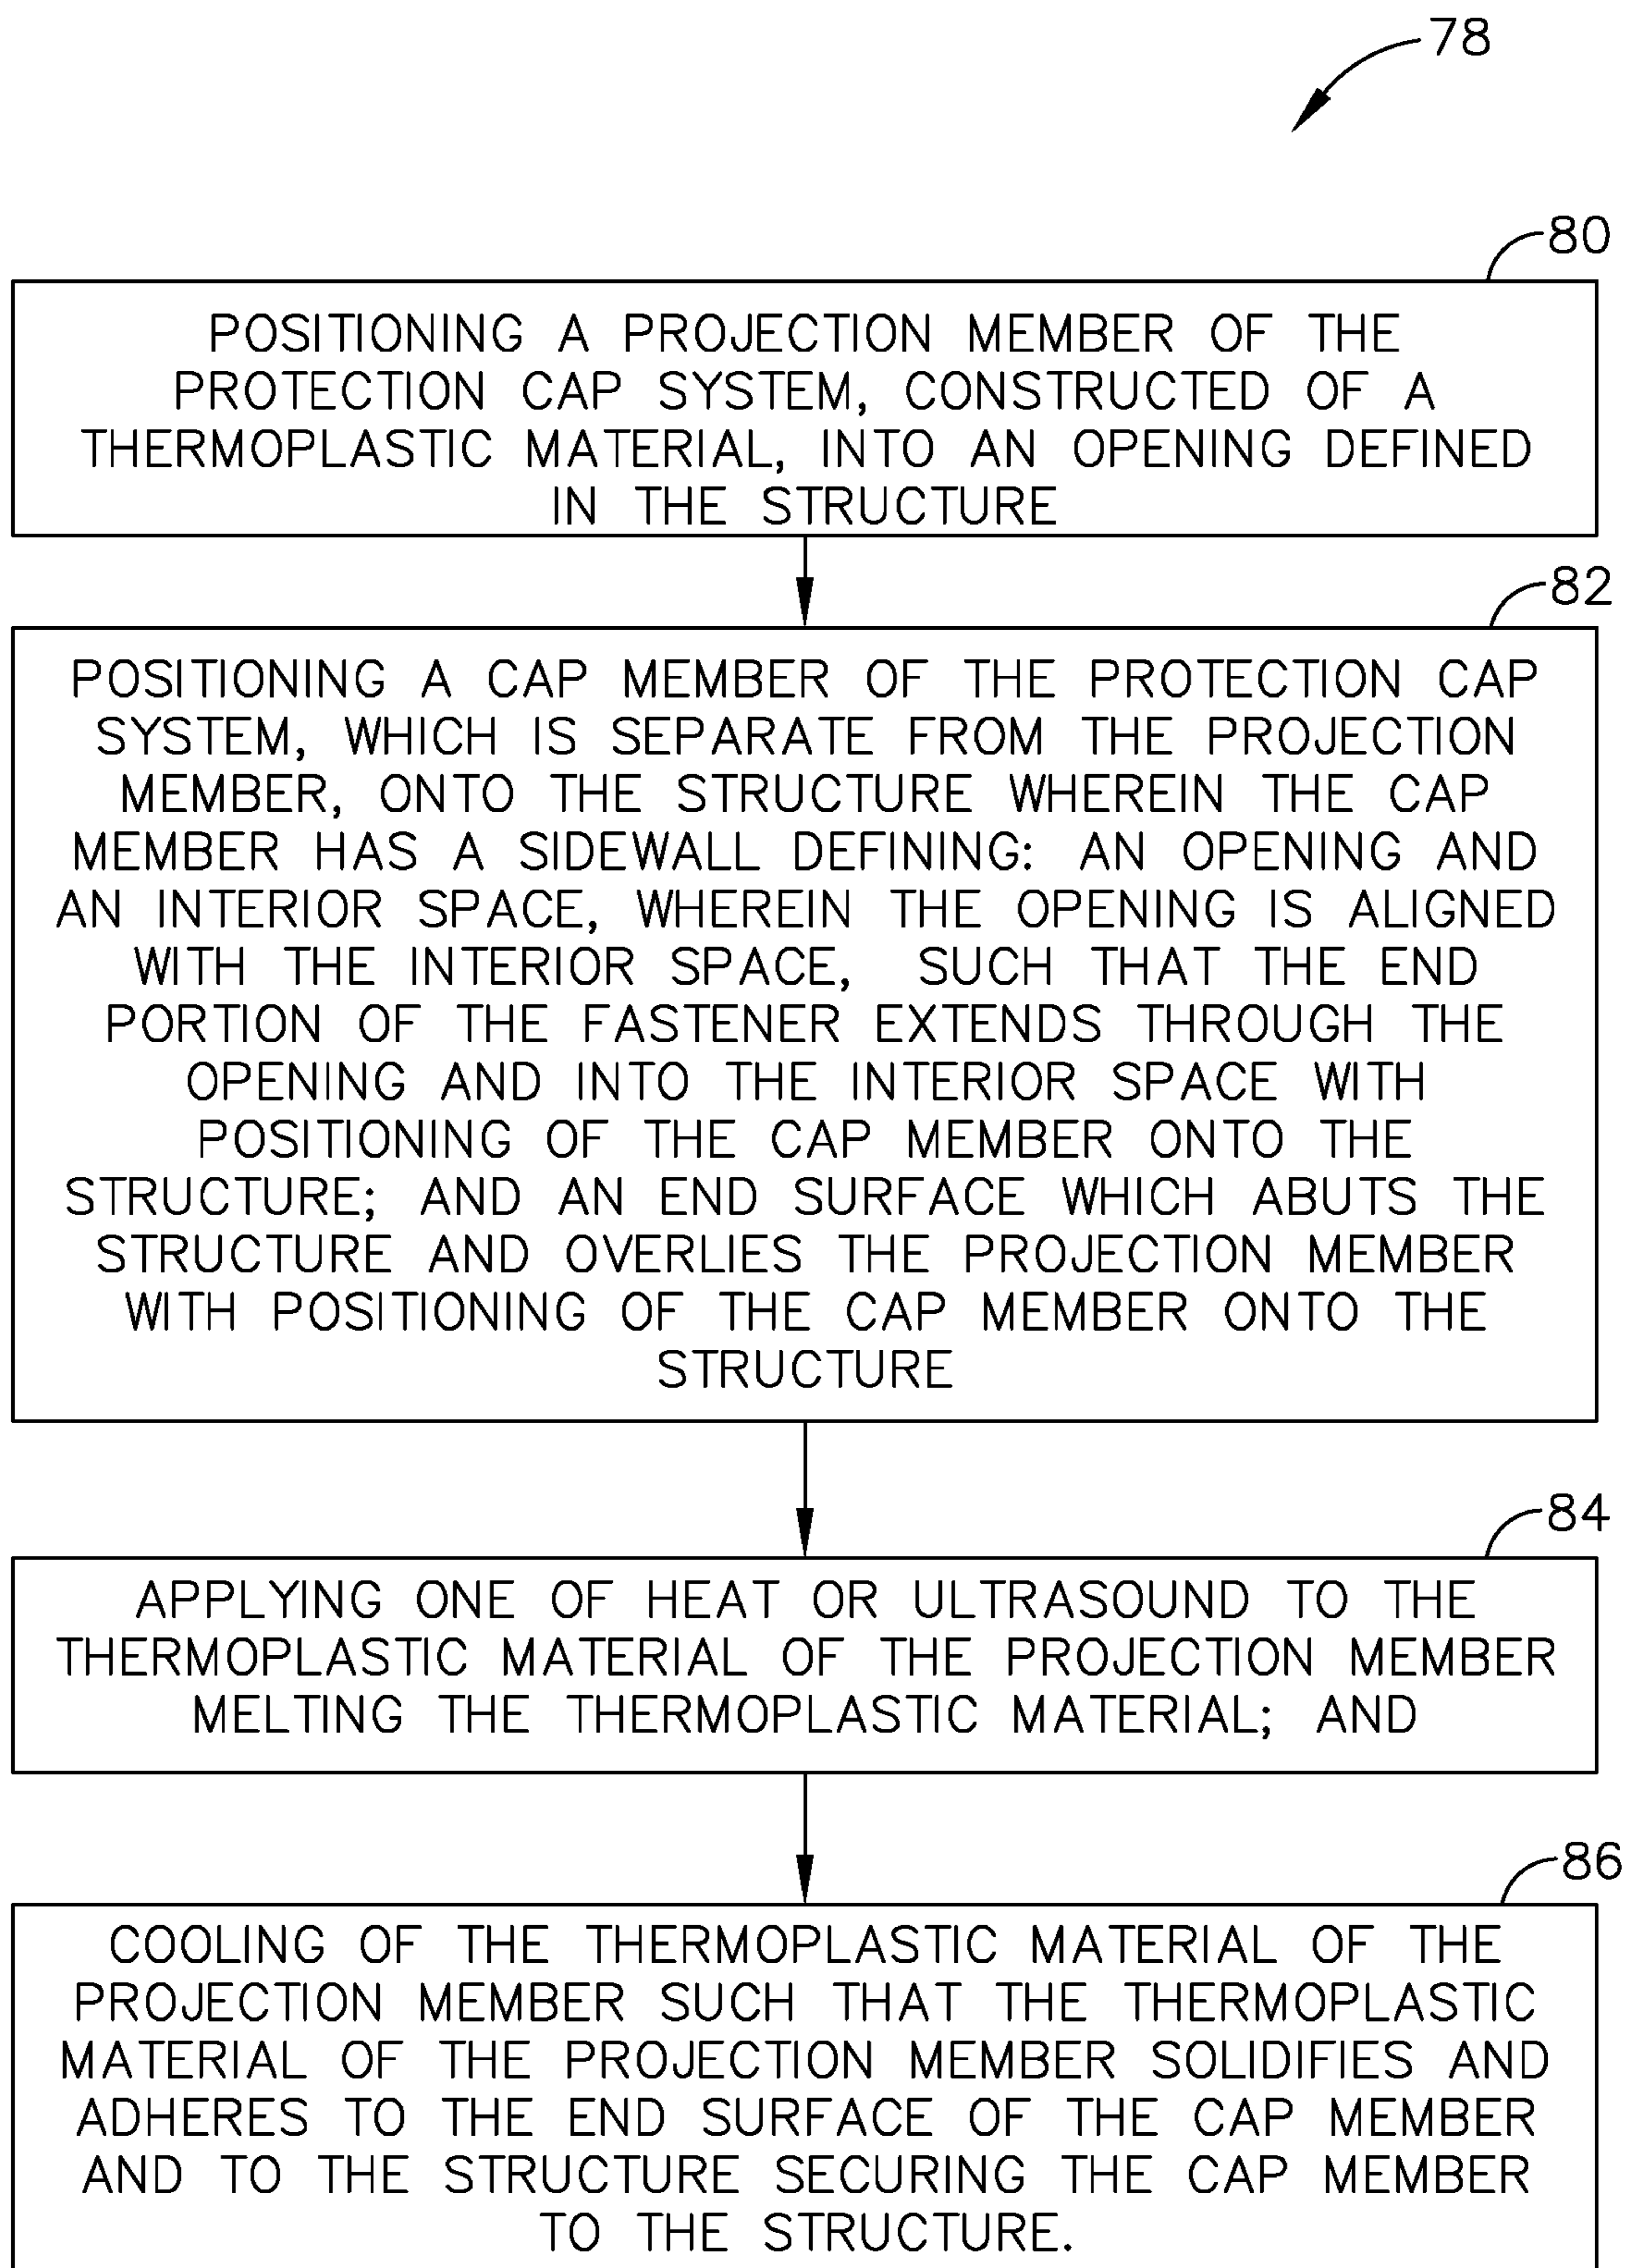 78
80
POSITIONING A PROJECTION MEMBER OF THE
PROTECTION CAP SYSTEM, CONSTRUCTED OF A
THERMOPLASTIC MATERIAL, INTO AN OPENING DEFINED
IN THE STRUCTURE
82
POSITIONING A CAP MEMBER OF THE PROTECTION CAP
SYSTEM, WHICH IS SEPARATE FROM THE PROJECTION
MEMBER, ONTO THE STRUCTURE WHEREIN THE CAP
MEMBER HAS A SIDEWALL DEFINING: AN OPENING AND
AN INTERIOR SPACE, WHEREIN THE OPENING IS ALIGNED
WITH THE INTERIOR SPACE, SUCH THAT THE END
PORTION OF THE FASTENER EXTENDS THROUGH THE
OPENING AND INTO THE INTERIOR SPACE WITH
POSITIONING OF THE CAP MEMBER ONTO THE
STRUCTURE; AND AN END SURFACE WHICH ABUTS THE
STRUCTURE AND OVERLIES THE PROJECTION MEMBER
WITH POSITIONING OF THE CAP MEMBER ONTO THE
STRUCTURE
84
APPLYING ONE OF HEAT OR ULTRASOUND TO THE
THERMOPLASTIC MATERIAL OF THE PROJECTION MEMBER
MELTING THE THERMOPLASTIC MATERIAL; AND
86
COOLING OF THE THERMOPLASTIC MATERIAL OF THE
PROJECTION MEMBER SUCH THAT THE THERMOPLASTIC
MATERIAL OF THE PROJECTION MEMBER SOLIDIFIES AND
ADHERES TO THE END SURFACE OF THE CAP MEMBER
AND TO THE STRUCTURE SECURING THE CAP MEMBER
TO THE STRUCTURE.